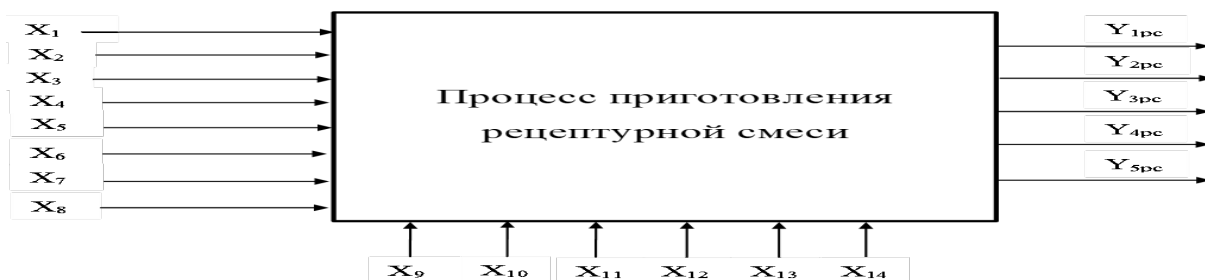 X₁
X₂
X₃
X₄
X₅
X₆
X₇
X₈
Процесс приготовления
рецептурной смеси
Y₁рс
Y₂рс
Y₃рс
Y₄рс
Y₅рс
X₉ X₁₀ X₁₁ X₁₂ X₁₃ X₁₄